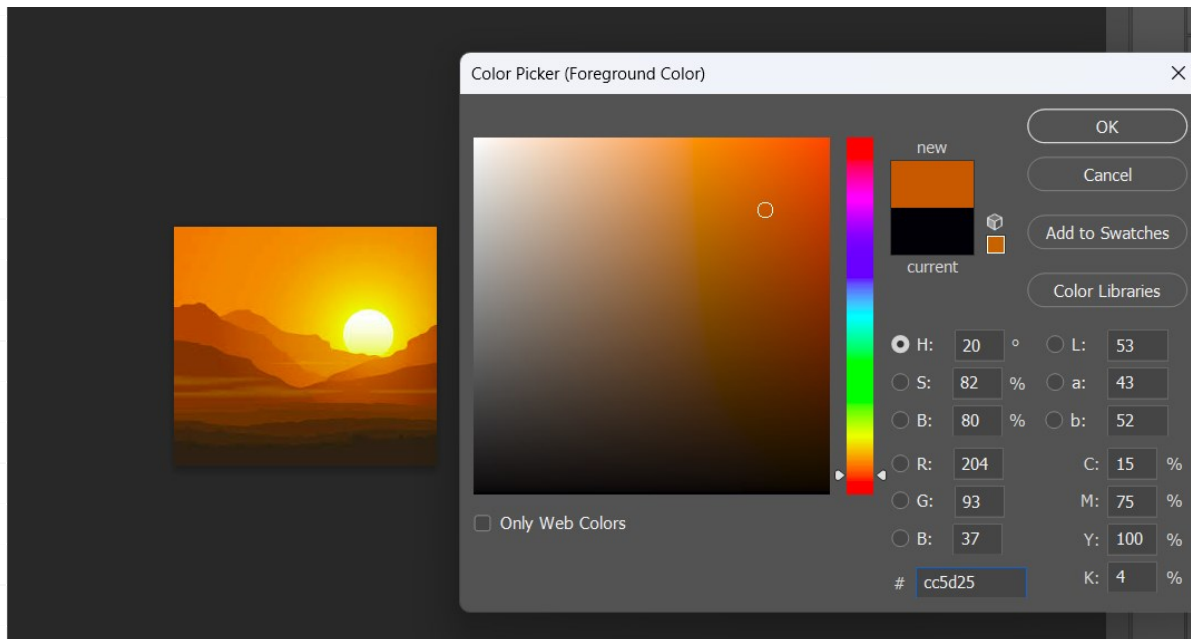 Color Picker (Foreground Color)
new
current
OK
Cancel
Add to Swatches
Color Libraries
H: 20 °
S: 82 %
B: 80 %
R: 204
G: 93
B: 37
# cc5d25
L: 53
a: 43
b: 52
C: 15 %
M: 75 %
Y: 100 %
K: 4 %
Only Web Colors